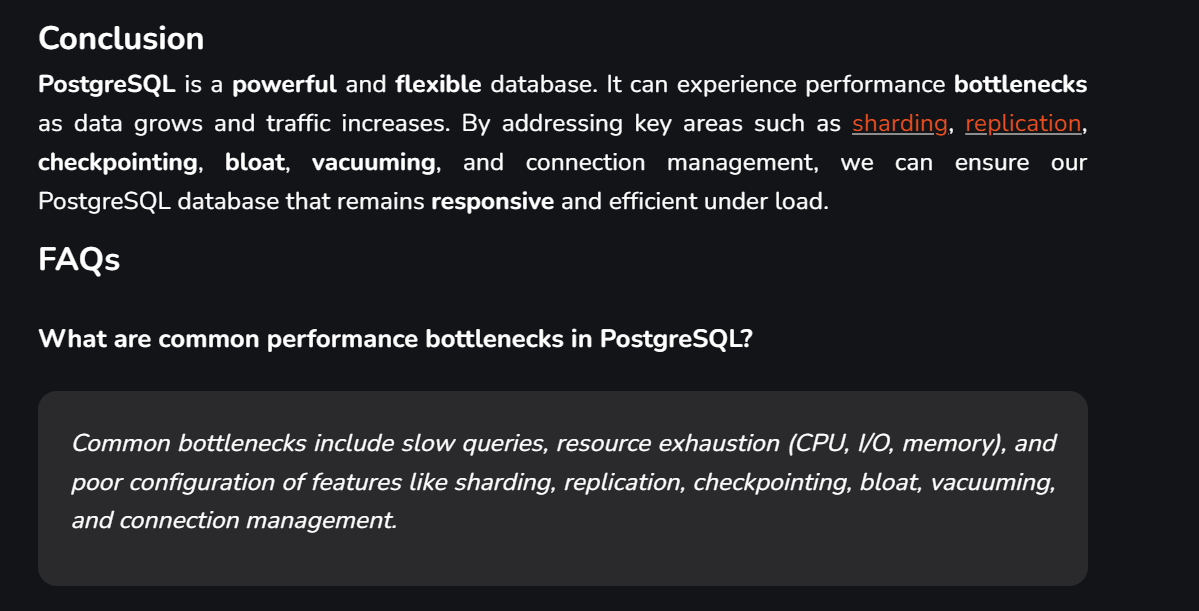 Conclusion
PostgreSQL is a powerful and flexible database. It can experience performance bottlenecks
as data grows and traffic increases. By addressing key areas such as sharding, replication,
checkpointing, bloat, vacuuming, and connection management, we can ensure our
PostgreSQL database that remains responsive and efficient under load.
FAQs
What are common performance bottlenecks in PostgreSQL?
Common bottlenecks include slow queries, resource exhaustion (CPU, I/O, memory), and
poor configuration of features like sharding, replication, checkpointing, bloat, vacuuming,
and connection management.